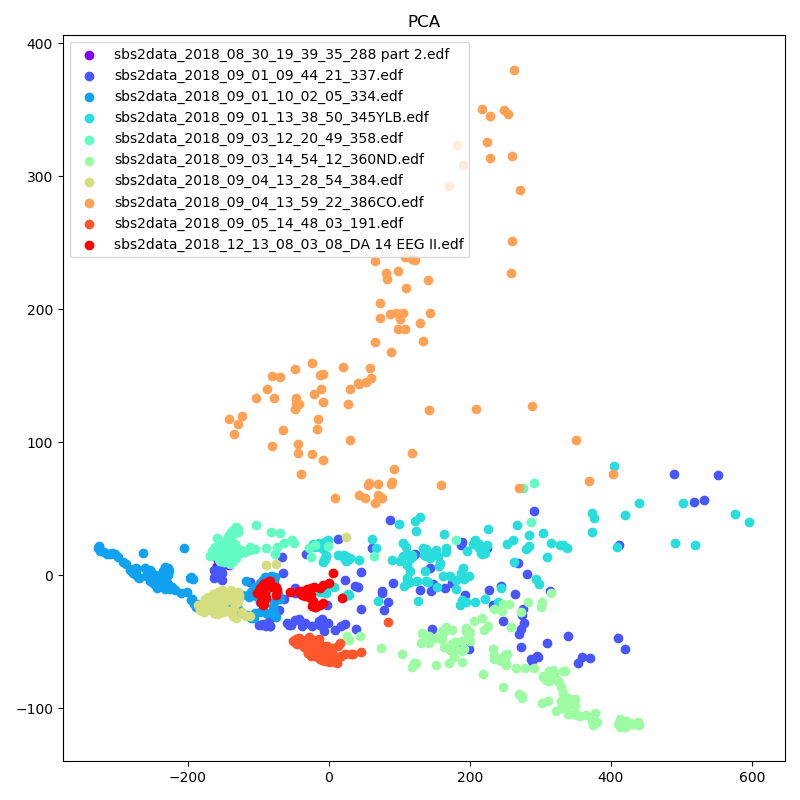 PCA
400
300
200
100
0
−100
−200
0
200
400
600
sbs2data_2018_08_30_19_39_35_288 part 2.edf
sbs2data_2018_09_01_09_44_21_337.edf
sbs2data_2018_09_01_10_02_05_334.edf
sbs2data_2018_09_01_13_38_50_345YLB.edf
sbs2data_2018_09_03_12_20_49_358.edf
sbs2data_2018_09_03_14_54_12_360ND.edf
sbs2data_2018_09_04_13_28_54_384.edf
sbs2data_2018_09_04_13_59_22_386CO.edf
sbs2data_2018_09_05_14_48_03_191.edf
sbs2data_2018_12_13_08_03_08_DA 14 EEG II.edf